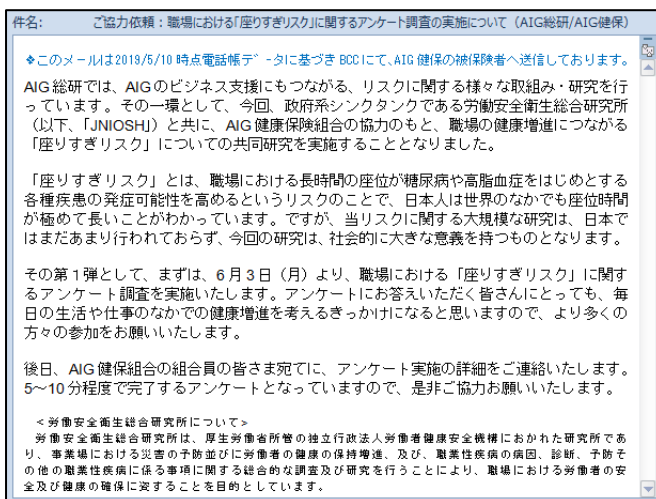 件名: ご協力依頼：職場における「座りすぎリスク」に関するアンケート調査の実施について（AIG総研/AIG健保）
❖このメールは2019/5/10 時点電話帳データに基づき BCCにて、AIG 健保の被保険者へ送信しております。
AIG 総研では、AIG のビジネス支援にもつながる、リスクに関する様々な取組み・研究を行
っています。その一環として、今回、政府系シンクタンクである労働安全衛生総合研究所
（以下、「JNIOSH」）と共に、AIG 健康保険組合の協力のもと、職場の健康増進につながる
「座りすぎリスク」についての共同研究を実施することとなりました。
「座りすぎリスク」とは、職場における長時間の座位が糖尿病や高脂血症をはじめとする
各種疾患の発症可能性を高めるというリスクのことで、日本人は世界のなかでも座位時間
が極めて長いことがわかっています。ですが、当リスクに関する大規模な研究は、日本で
はまだあまり行われておらず、今回の研究は、社会的に大きな意義を持つものとなります。
その第１弾として、まずは、６月３日（月）より、職場における「座りすぎリスク」に関す
るアンケート調査を実施いたします。アンケートにお答えいただく皆さんにとっても、毎
日の生活や仕事のなかでの健康増進を考えるきっかけになると思いますので、より多くの
方々の参加をお願いいたします。
後日、AIG 健保組合の組合員の皆さま宛てに、アンケート実施の詳細をご連絡いたします。
5～10 分程度で完了するアンケートとなっていますので、是非ご協力お願いいたします。
＜労働安全衛生総合研究所について＞
労働安全衛生総合研究所は、厚生労働省所管の独立行政法人労働者健康安全機構におかれた研究所であ
り、事業場における災害の予防並びに労働者の健康の保持増進、及び、職業性疾病の病因、診断、予防そ
の他の職業性疾病に係る事項に関する総合的な調査及び研究を行うことにより、職場における労働者の安
全及び健康の確保に資することを目的としています。